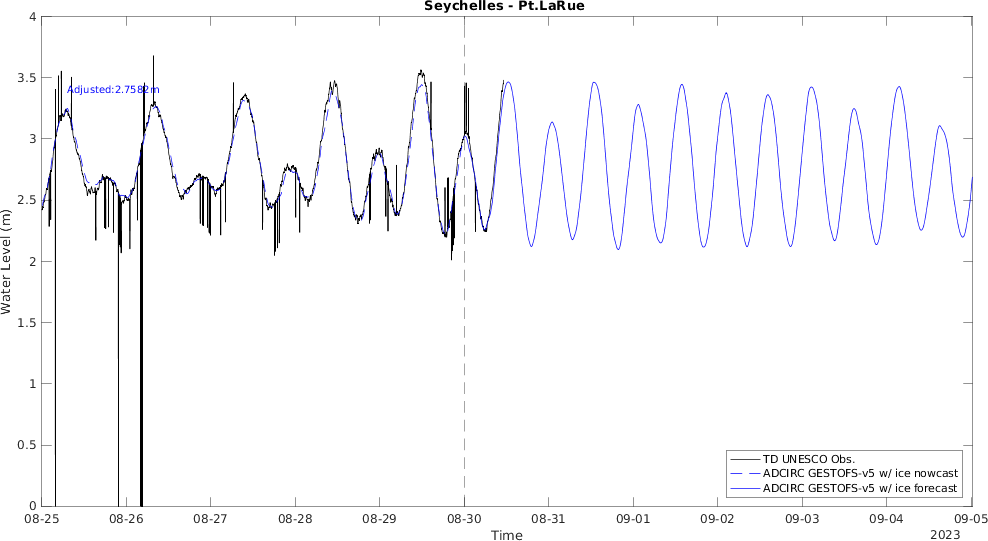 Seychelles - Pt.LaRue
4
3.5
3
2.5
2
1.5
1
0.5
0
Water Level (m)
Adjusted:2.7582m
TD UNESCO Obs.
ADCIRC GESTOFS-v5 w/ ice nowcast
ADCIRC GESTOFS-v5 w/ ice forecast
08-25 08-26 08-27 08-28 08-29 08-30 08-31 09-01 09-02 09-03 09-04 09-05
Time
2023